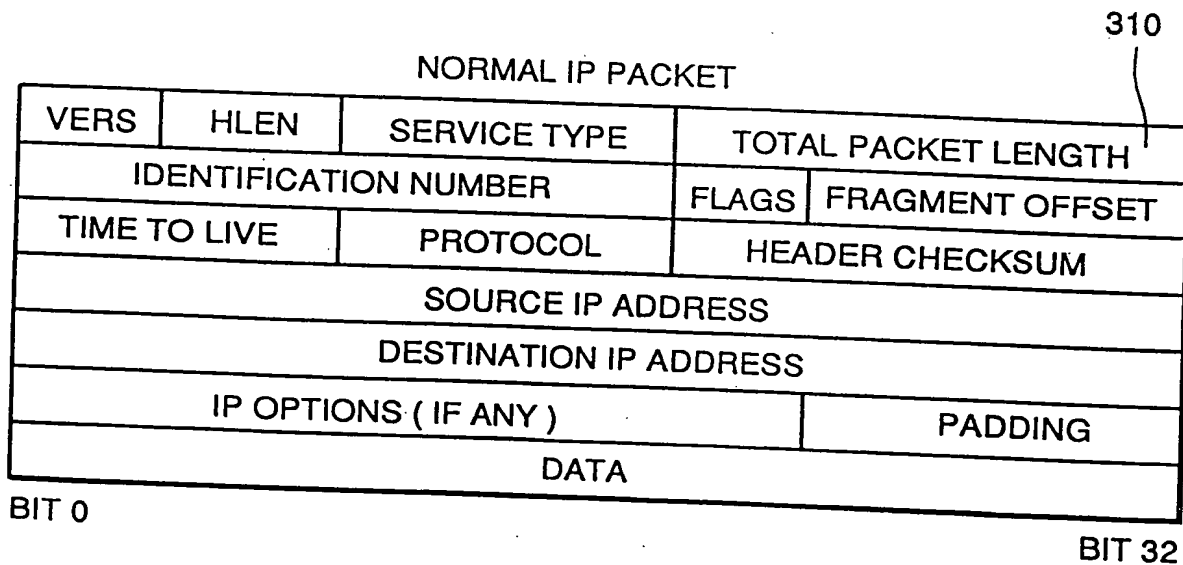 310
NORMAL IP PACKET
VERS HLEN SERVICE TYPE TOTAL PACKET LENGTH
IDENTIFICATION NUMBER FLAGS FRAGMENT OFFSET
TIME TO LIVE PROTOCOL HEADER CHECKSUM
SOURCE IP ADDRESS
DESTINATION IP ADDRESS
IP OPTIONS ( IF ANY ) PADDING
DATA
BIT 0 BIT 32